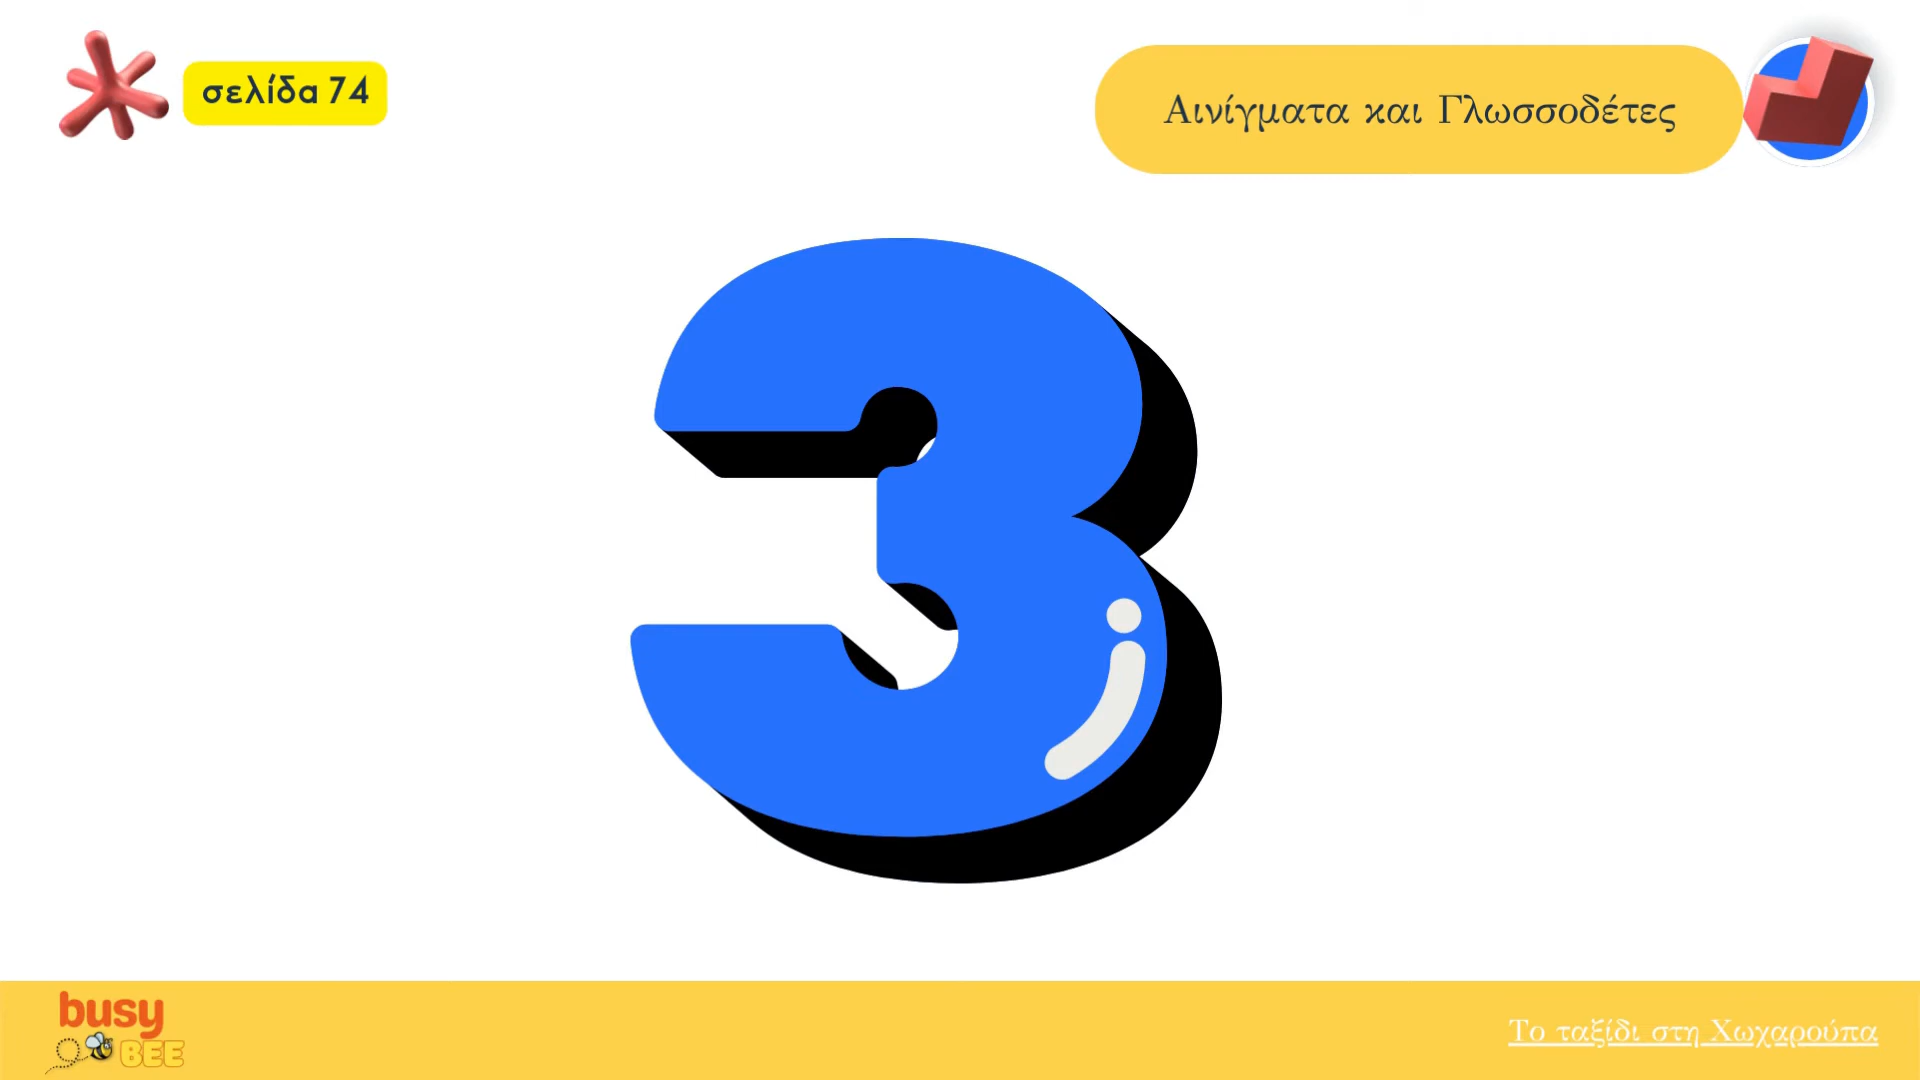 σελίδα 74
Αινίγματα και Γλωσσοδέτες
3
busy
BEE
Το ταξίδι στη Χωχαρούπα